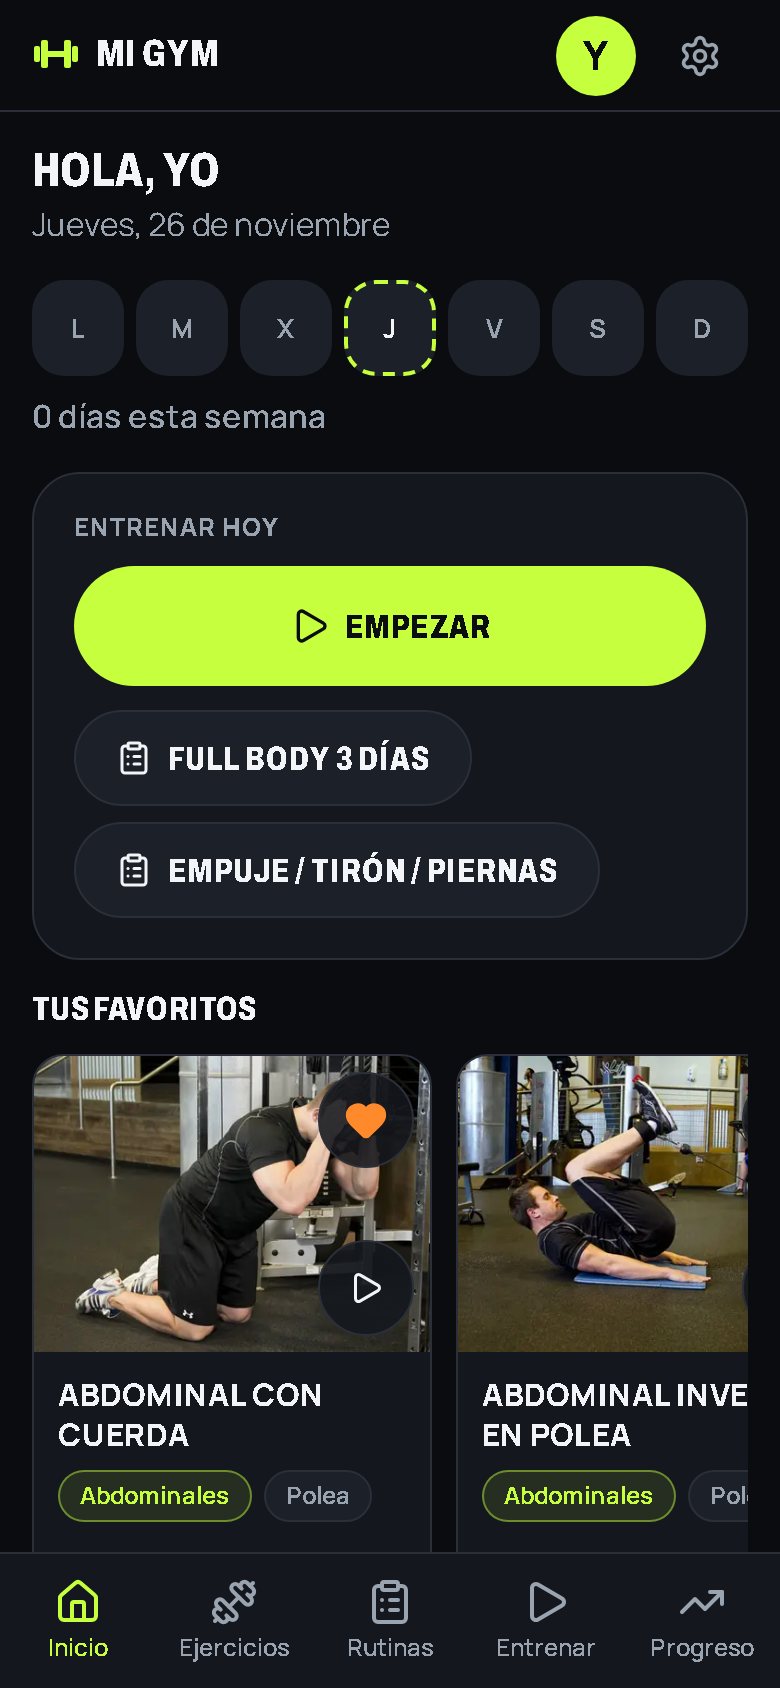 MI GYM
Y
HOLA, YO
Jueves, 26 de noviembre
L M X J V S D
0 días esta semana
ENTRENAR HOY
EMPEZAR
FULL BODY 3 DÍAS
EMPUJE / TIRÓN / PIERNAS
TUS FAVORITOS
ABDOMINAL CON
CUERDA
Abdominales Polea
ABDOMINAL INVE
EN POLEA
Abdominales Pol
Inicio Ejercicios Rutinas Entrenar Progreso